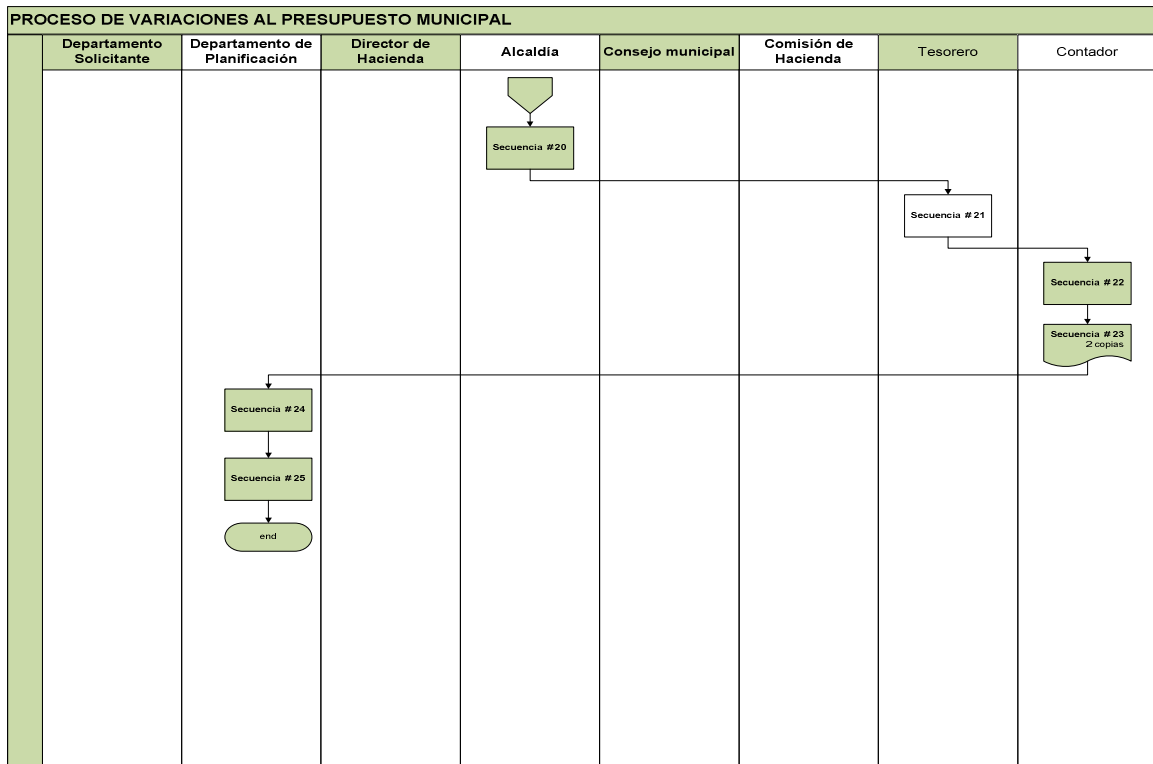 PROCESO DE VARIACIONES AL PRESUPUESTO MUNICIPAL
Departamento
Solicitante
Departamento de
Planificación
Director de
Hacienda
Alcaldía
Consejo municipal
Comisión de
Hacienda
Tesorero
Contador
Secuencia #20
Secuencia #21
Secuencia #22
Secuencia #23
2 copias
Secuencia #24
Secuencia #25
end